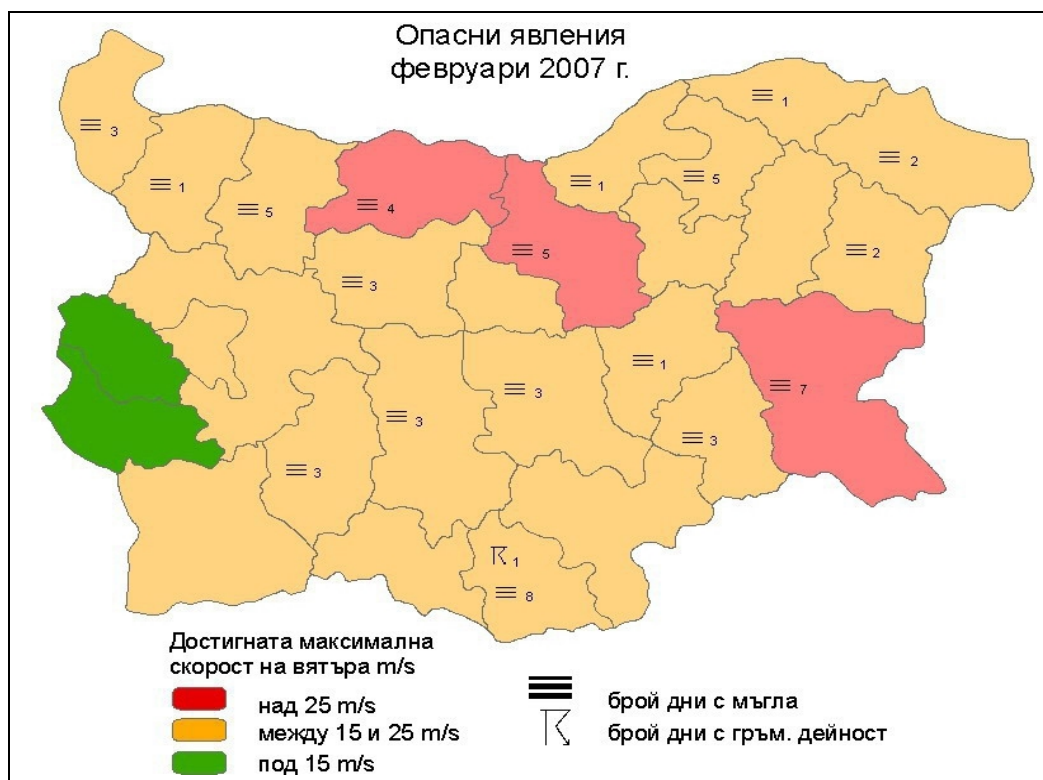 Опасни явления
февруари 2007 г.
1
3
2
1
1
5
5
4
5
2
3
1
7
3
3
3
3
1
8
Достигната максимална
скорост на вятъра m/s
над 25 m/s
между 15 и 25 m/s
под 15 m/s
брой дни с мъгла
брой дни с гръм. дейност